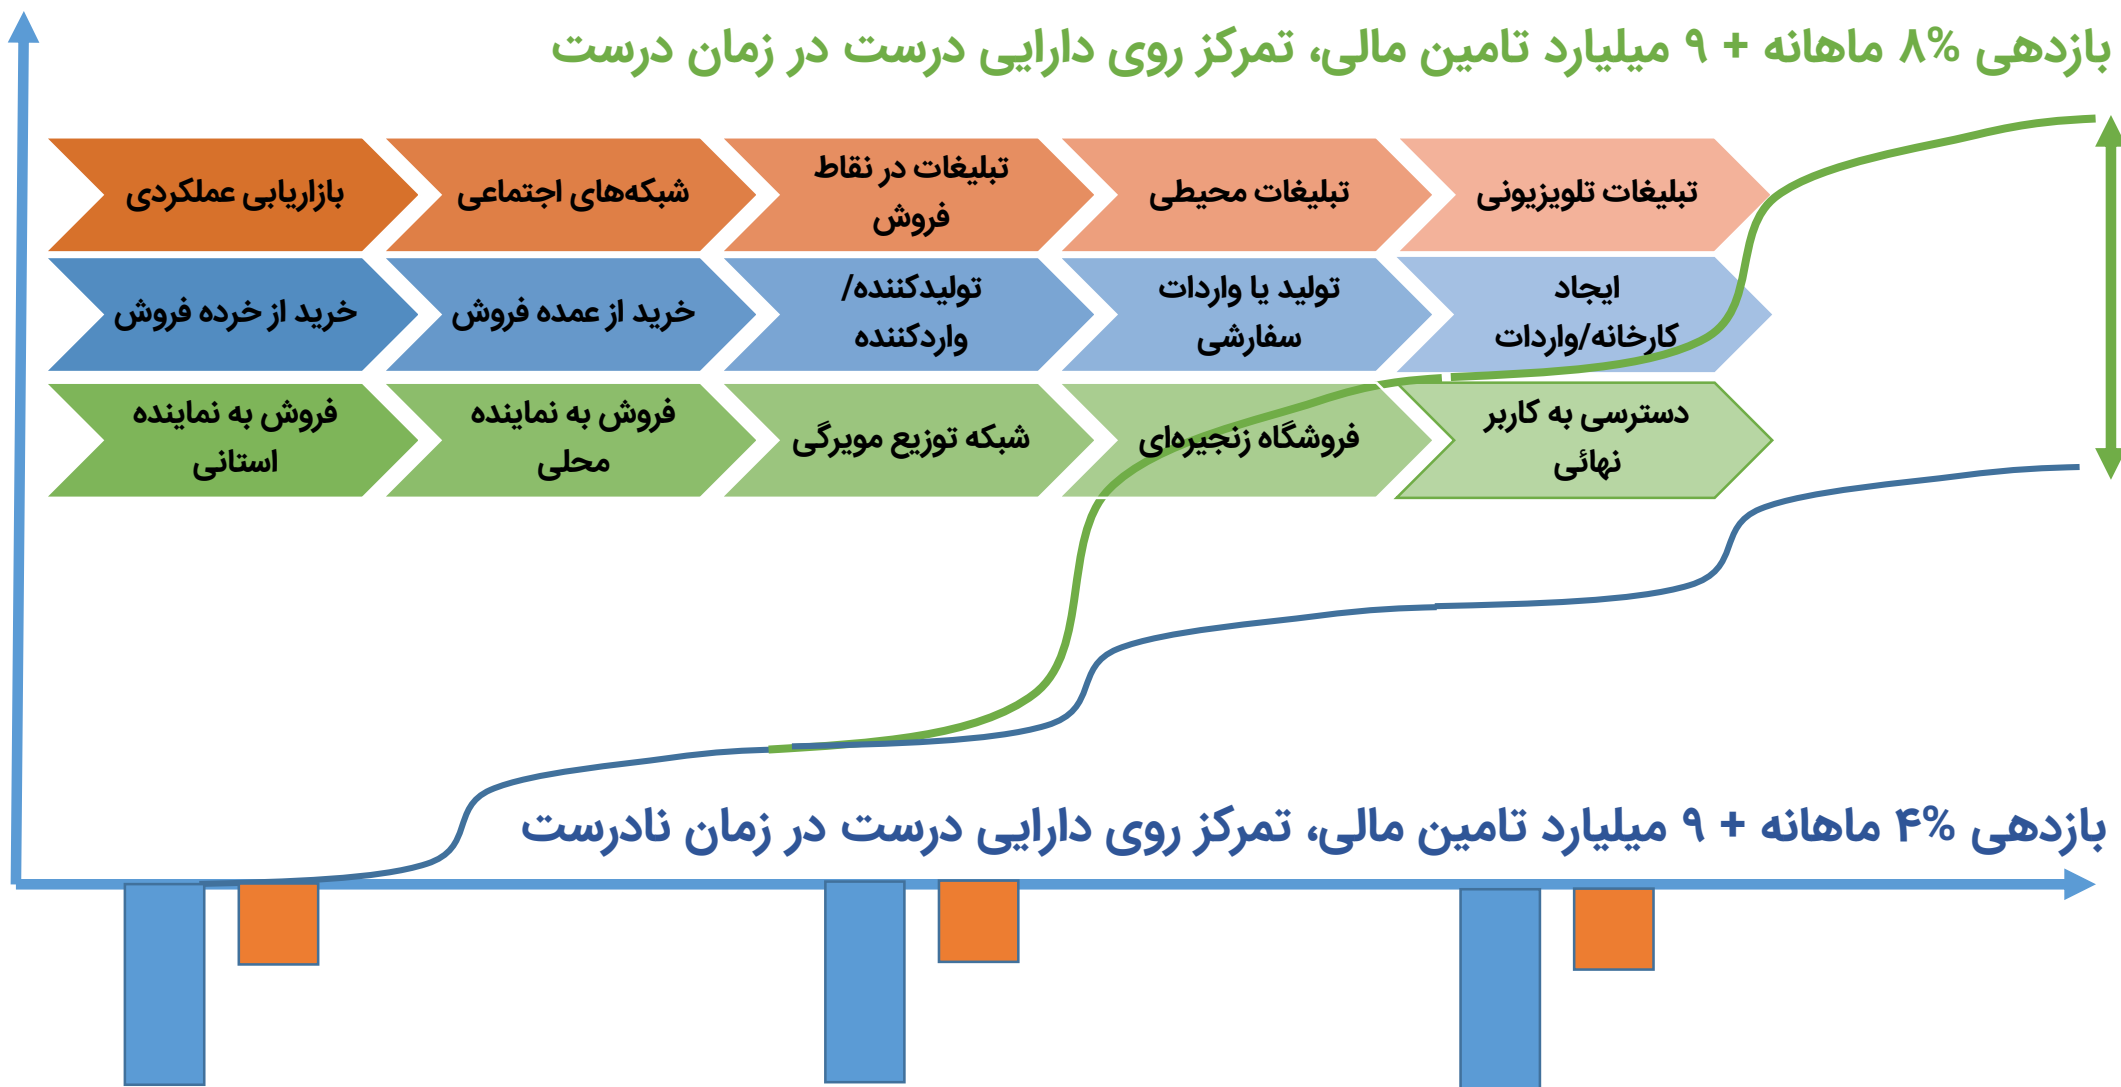 بازدهی 8% ماهانه + 9 میلیارد تامین مالی، تمرکز روی دارایی درست در زمان درست
بازاریابی عملکردی
شبکه‌های اجتماعی
تبلیغات در نقاط
فروش
تبلیغات محیطی
تبلیغات تلویزیونی
خرید از خرده فروش
خرید از عمده فروش
تولیدکننده/
واردکننده
تولید یا واردات
سفارشی
ایجاد
کارخانه/واردات
فروش به نماینده
استانی
فروش به نماینده
محلی
شبکه توزیع مویرگی
فروشگاه زنجیره‌ای
دسترسی به کاربر
نهائی
بازدهی ۴% ماهانه + ۹ میلیارد تامین مالی، تمرکز روی دارایی درست در زمان نادرست